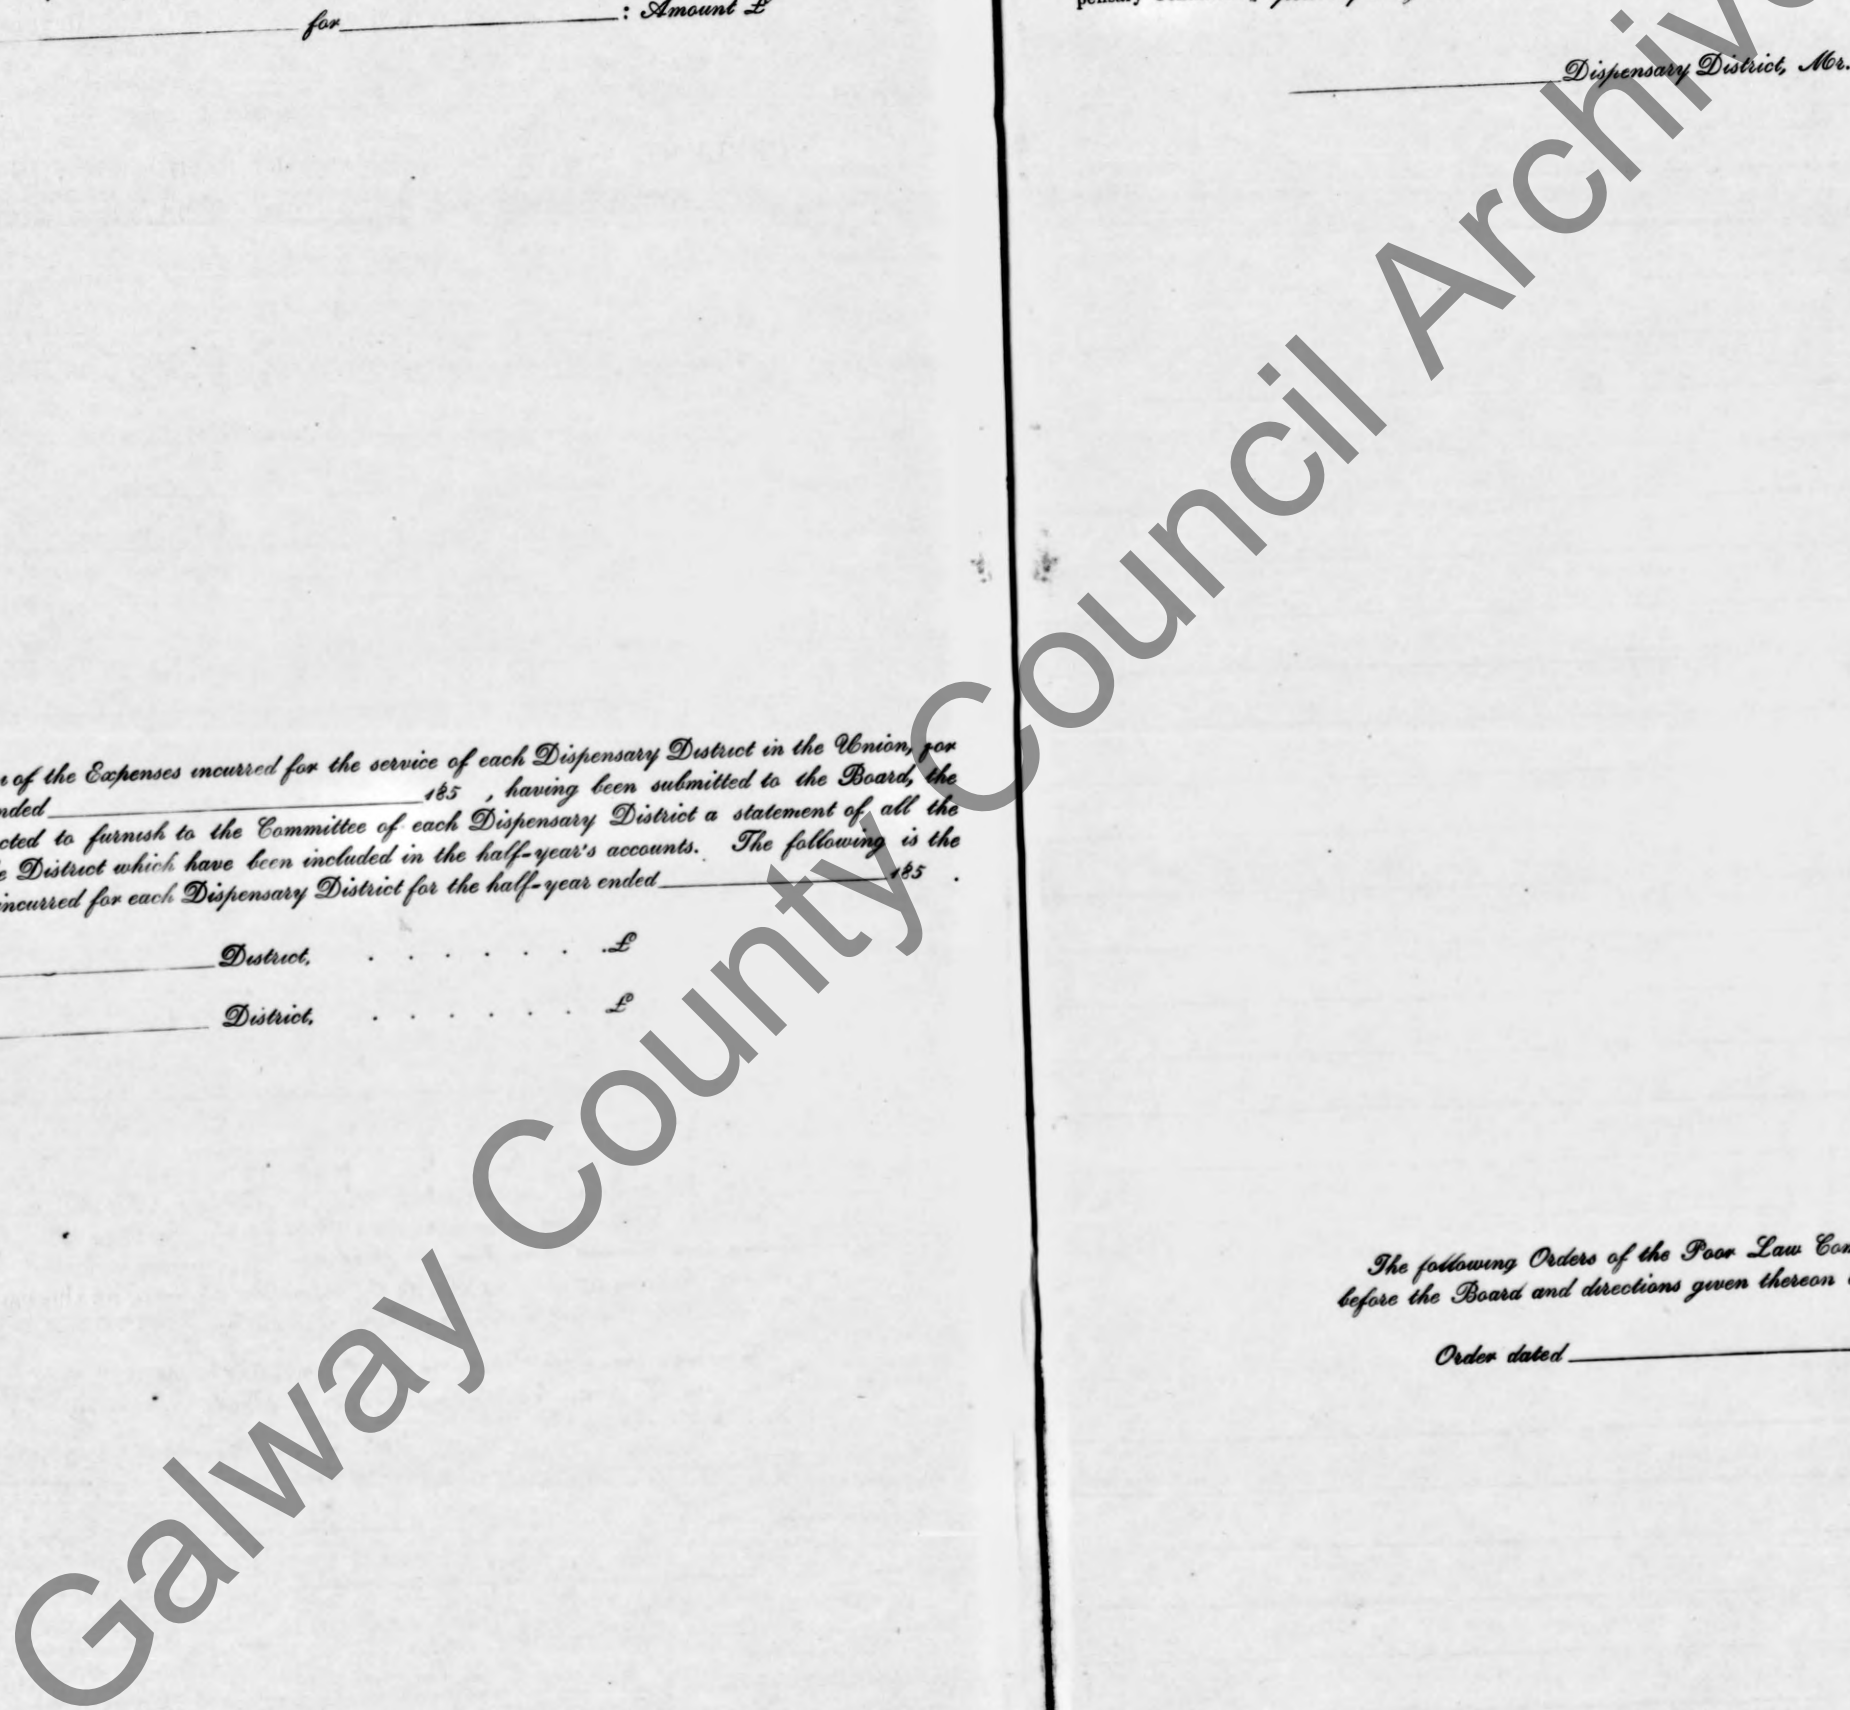 for : Amount £
of the Expenses incurred for the service of each Dispensary District in the Union, for
nded 185 , having been submitted to the Board, the
cted to furnish to the Committee of each Dispensary District a statement of all the
e District which have been included in the half-year's accounts. The following is the
incurred for each Dispensary District for the half-year ended 185 .
District, . . . . . . . £
District, . . . . . . £
Dispensary District, Mr.
The following Orders of the Poor Law Com
before the Board and directions given thereon
Order dated
Galway County Council Archive